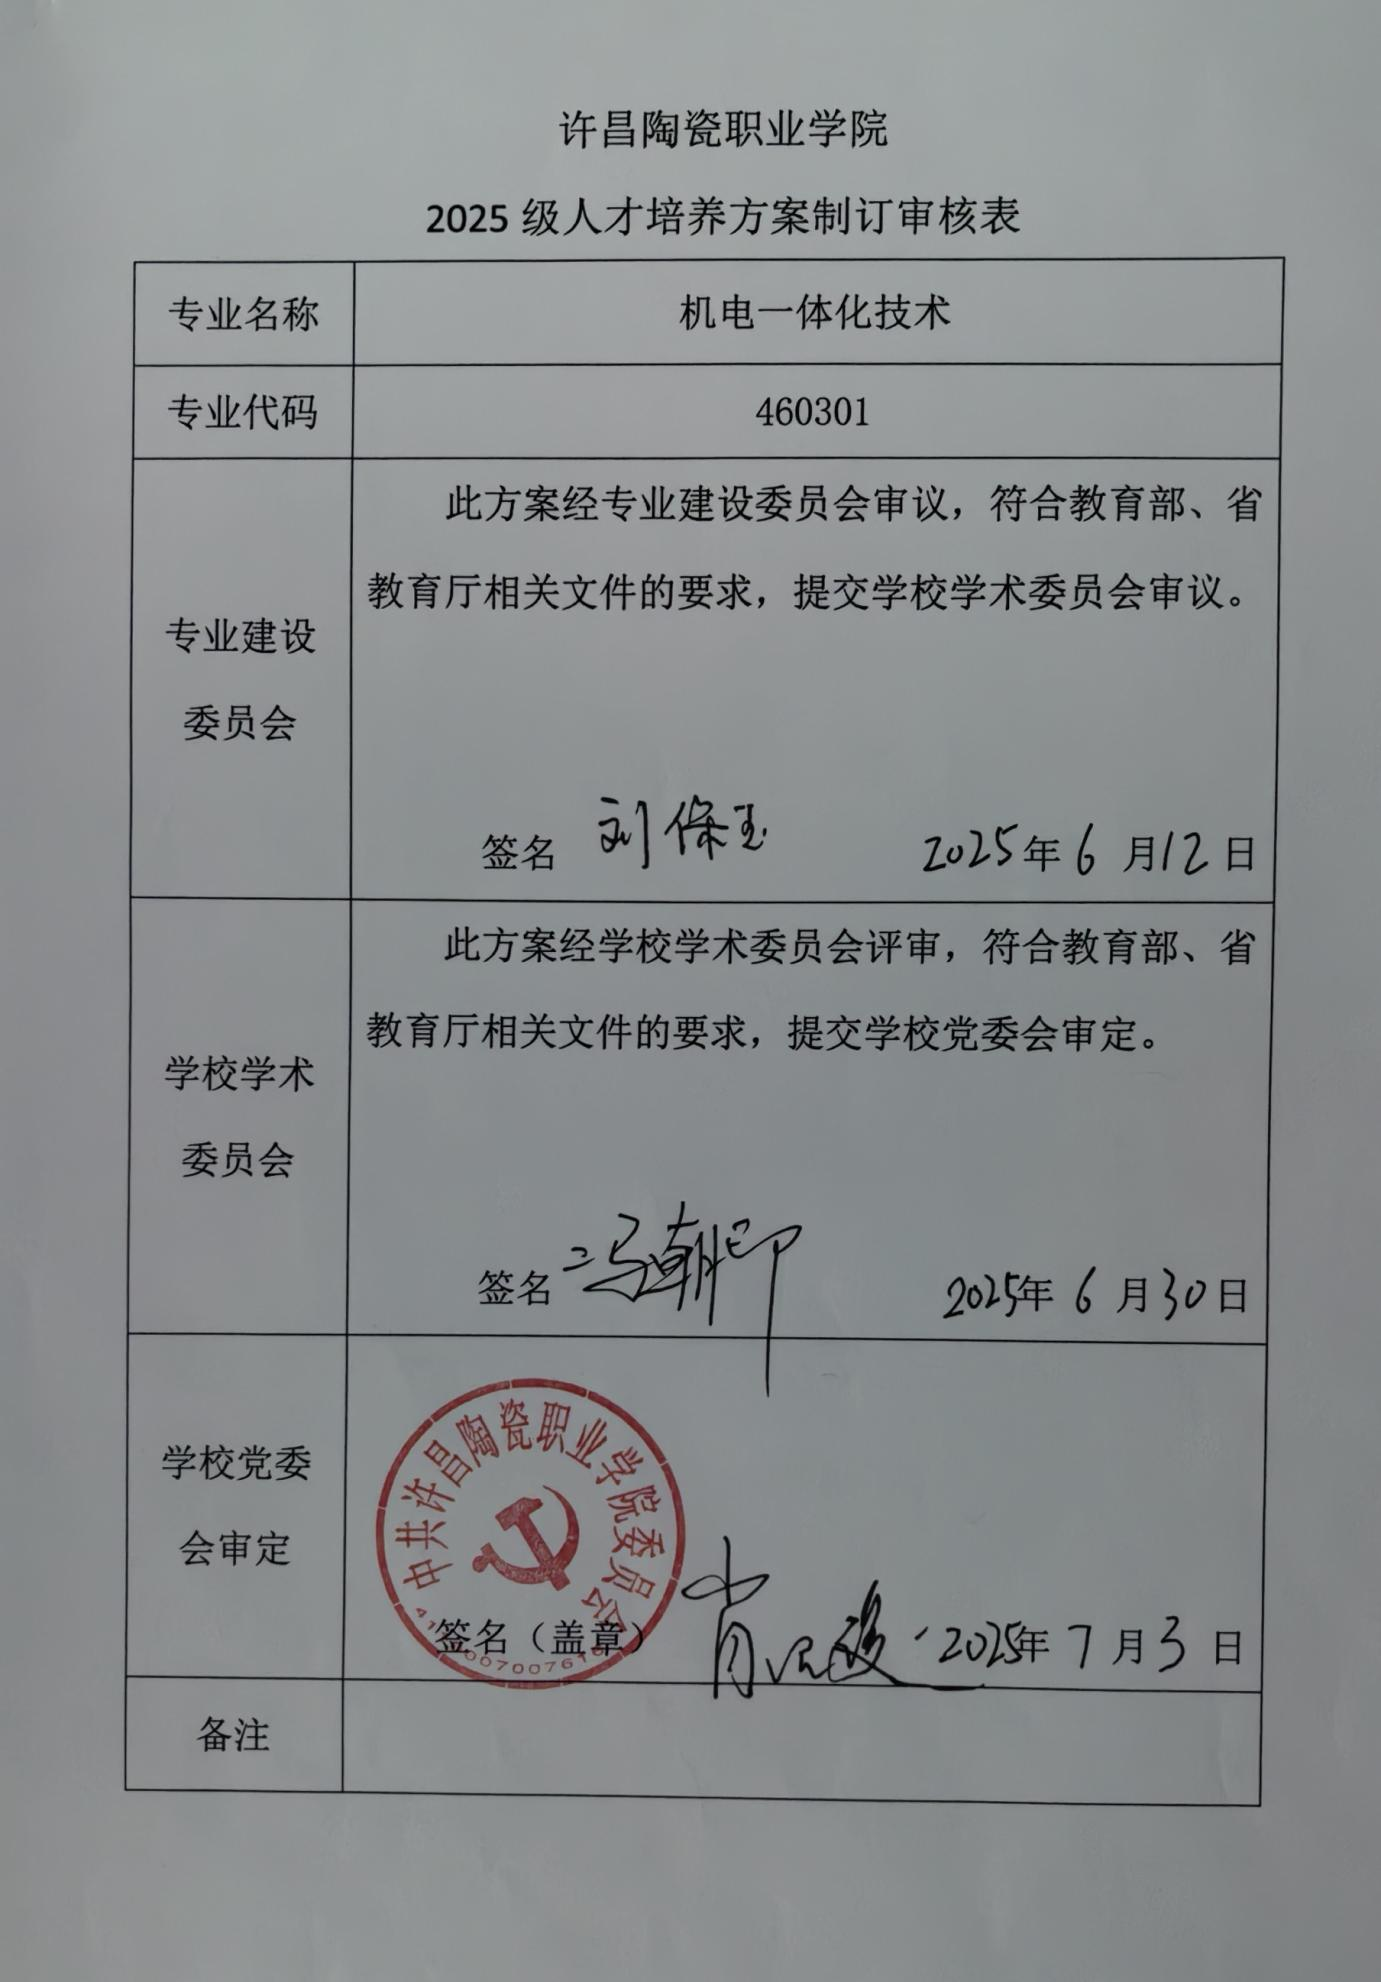 许昌陶瓷职业学院
2025级人才培养方案制订审核表
专业名称
机电一体化技术
专业代码
460301
专业建设
委员会
此方案经专业建设委员会审议，符合教育部、省
教育厅相关文件的要求，提交学校学术委员会审议。
签名 刘保玉 2025年6月12日
学校学术
委员会
此方案经学校学术委员会评审，符合教育部、省
教育厅相关文件的要求，提交学校党委会审定。
签名 冯朝印 2025年6月30日
学校党委
会审定
中共许昌陶瓷职业学院委员会
签名（盖章） 肖 2025年7月3日
备注